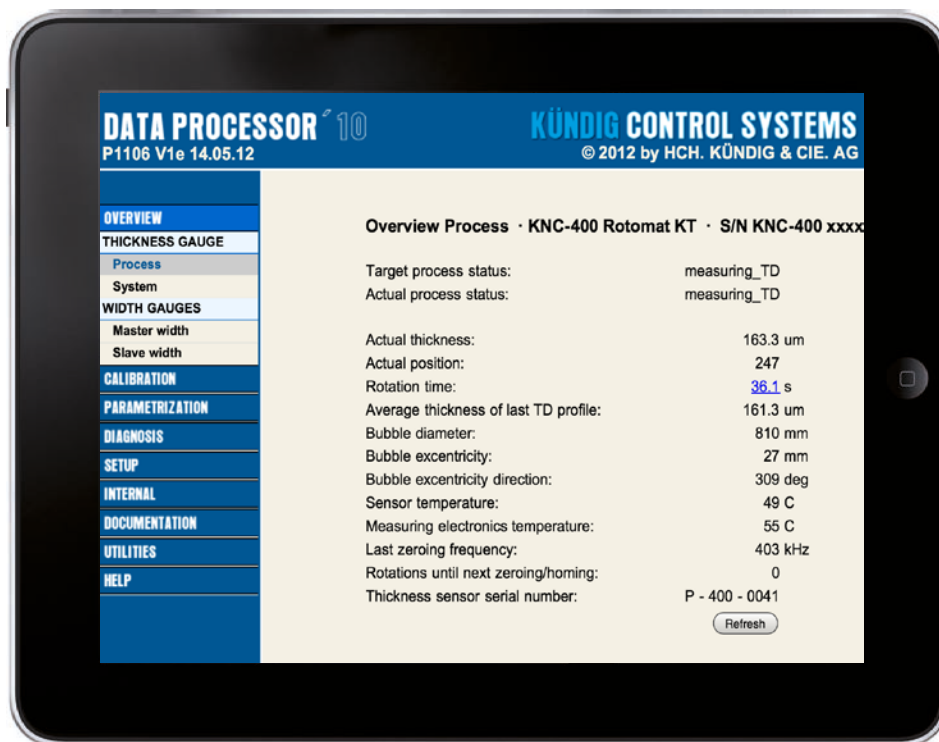 DATA PROCESSOR ´10
P1106 V1e 14.05.12
KÜNDIG CONTROL SYSTEMS
© 2012 by HCH. KÜNDIG & CIE. AG
OVERVIEW
THICKNESS GAUGE
Process
System
WIDTH GAUGES
Master width
Slave width
CALIBRATION
PARAMETRIZATION
DIAGNOSIS
SETUP
INTERNAL
DOCUMENTATION
UTILITIES
HELP
Overview Process · KNC-400 Rotomat KT · S/N KNC-400 xxxx
Target process status: measuring_TD
Actual process status: measuring_TD
Actual thickness: 163.3 um
Actual position: 247
Rotation time: 36.1 s
Average thickness of last TD profile: 161.3 um
Bubble diameter: 810 mm
Bubble excentricity: 27 mm
Bubble excentricity direction: 309 deg
Sensor temperature: 49 C
Measuring electronics temperature: 55 C
Last zeroing frequency: 403 kHz
Rotations until next zeroing/homing: 0
Thickness sensor serial number: P - 400 - 0041
Refresh